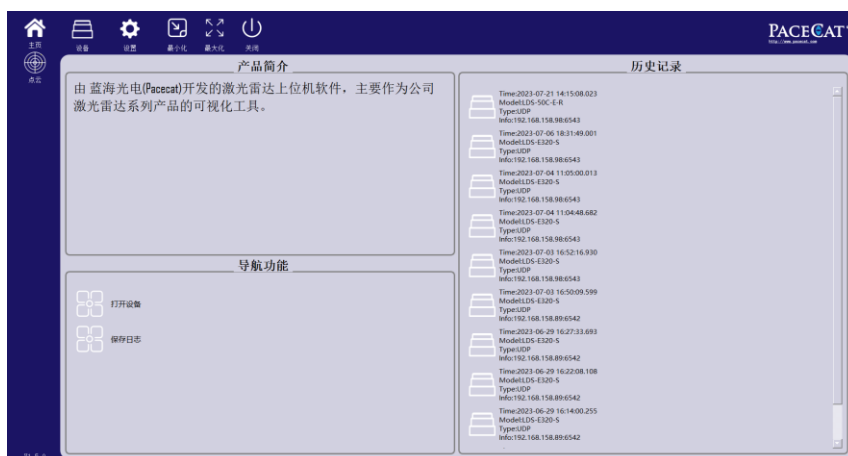 主页
设备
设置
最小化
最大化
关闭
PACECAT
http://www.pacecat.com
点云
产品简介
由 蓝海光电(Pacecat)开发的激光雷达上位机软件，主要作为公司
激光雷达系列产品的可视化工具。
导航功能
打开设备
保存日志
历史记录
Time:2023-07-21 14:15:08.023
Model:LDS-50C-E-R
Type:UDP
Info:192.168.158.98:6543
Time:2023-07-06 18:31:49.001
Model:LDS-E320-S
Type:UDP
Info:192.168.158.98:6543
Time:2023-07-04 11:05:00.013
Model:LDS-E320-S
Type:UDP
Info:192.168.158.98:6543
Time:2023-07-04 11:04:48.682
Model:LDS-E320-S
Type:UDP
Info:192.168.158.98:6543
Time:2023-07-03 16:52:16.930
Model:LDS-E320-S
Type:UDP
Info:192.168.158.98:6543
Time:2023-07-03 16:50:09.599
Model:LDS-E320-S
Type:UDP
Info:192.168.158.89:6542
Time:2023-06-29 16:27:33.693
Model:LDS-E320-S
Type:UDP
Info:192.168.158.89:6542
Time:2023-06-29 16:22:08.108
Model:LDS-E320-S
Type:UDP
Info:192.168.158.89:6542
Time:2023-06-29 16:14:00.255
Model:LDS-E320-S
Type:UDP
Info:192.168.158.89:6542